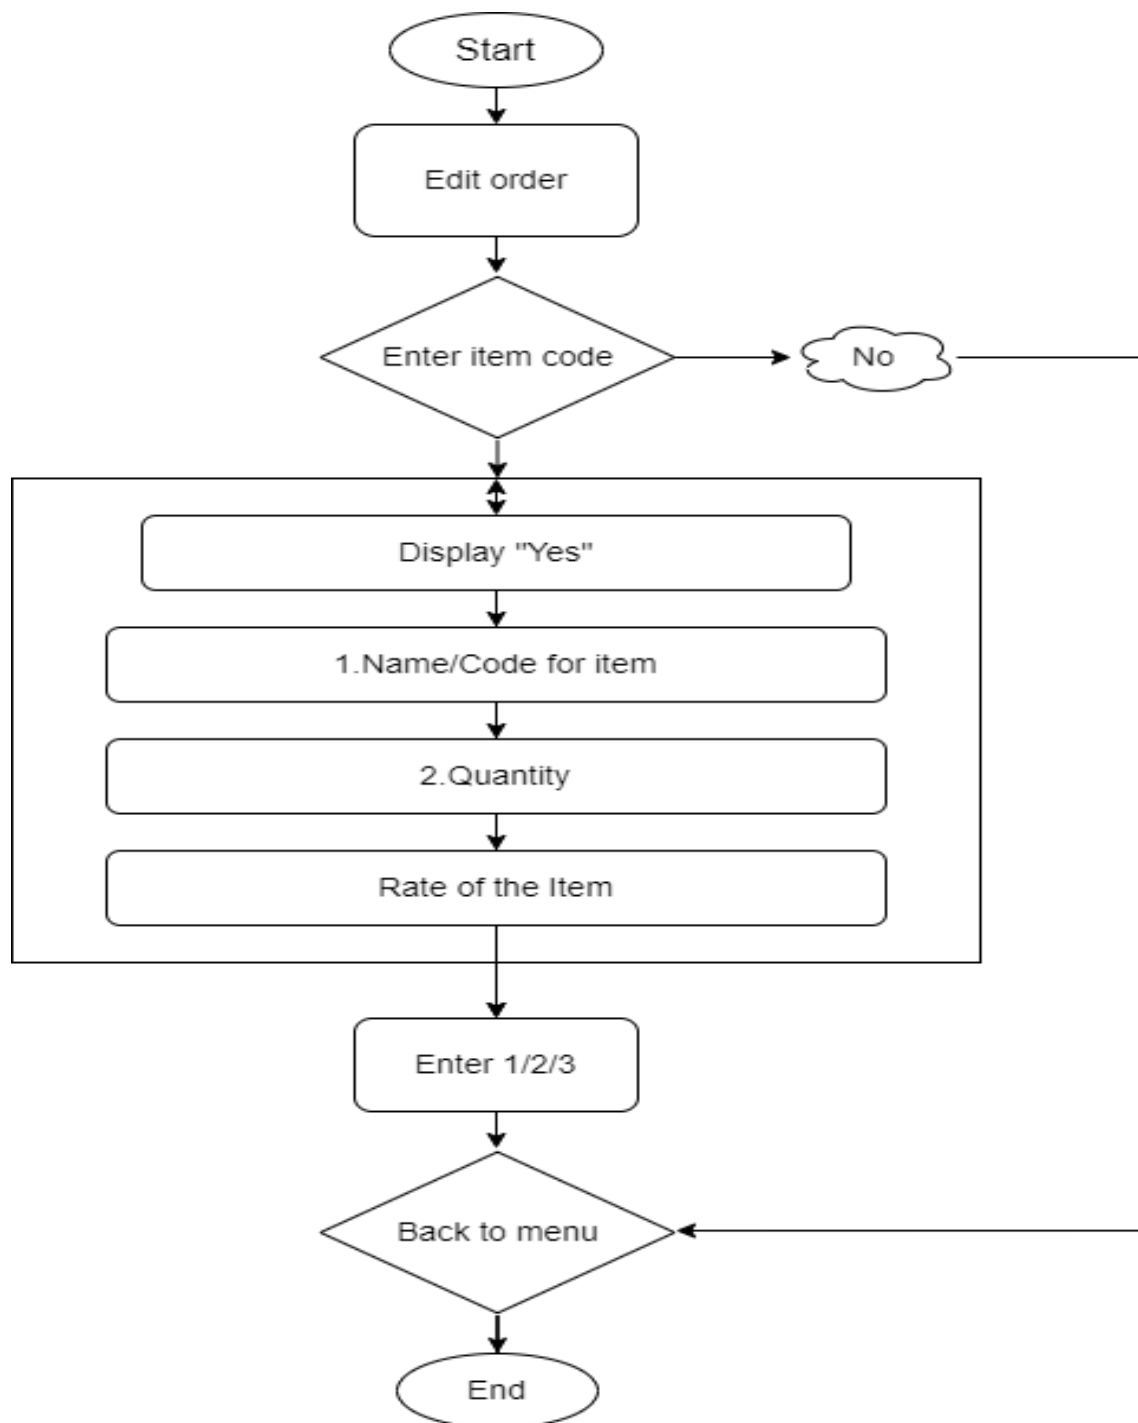 Start
Edit order
Enter item code
No
Display "Yes"
1.Name/Code for item
2.Quantity
Rate of the Item
Enter 1/2/3
Back to menu
End